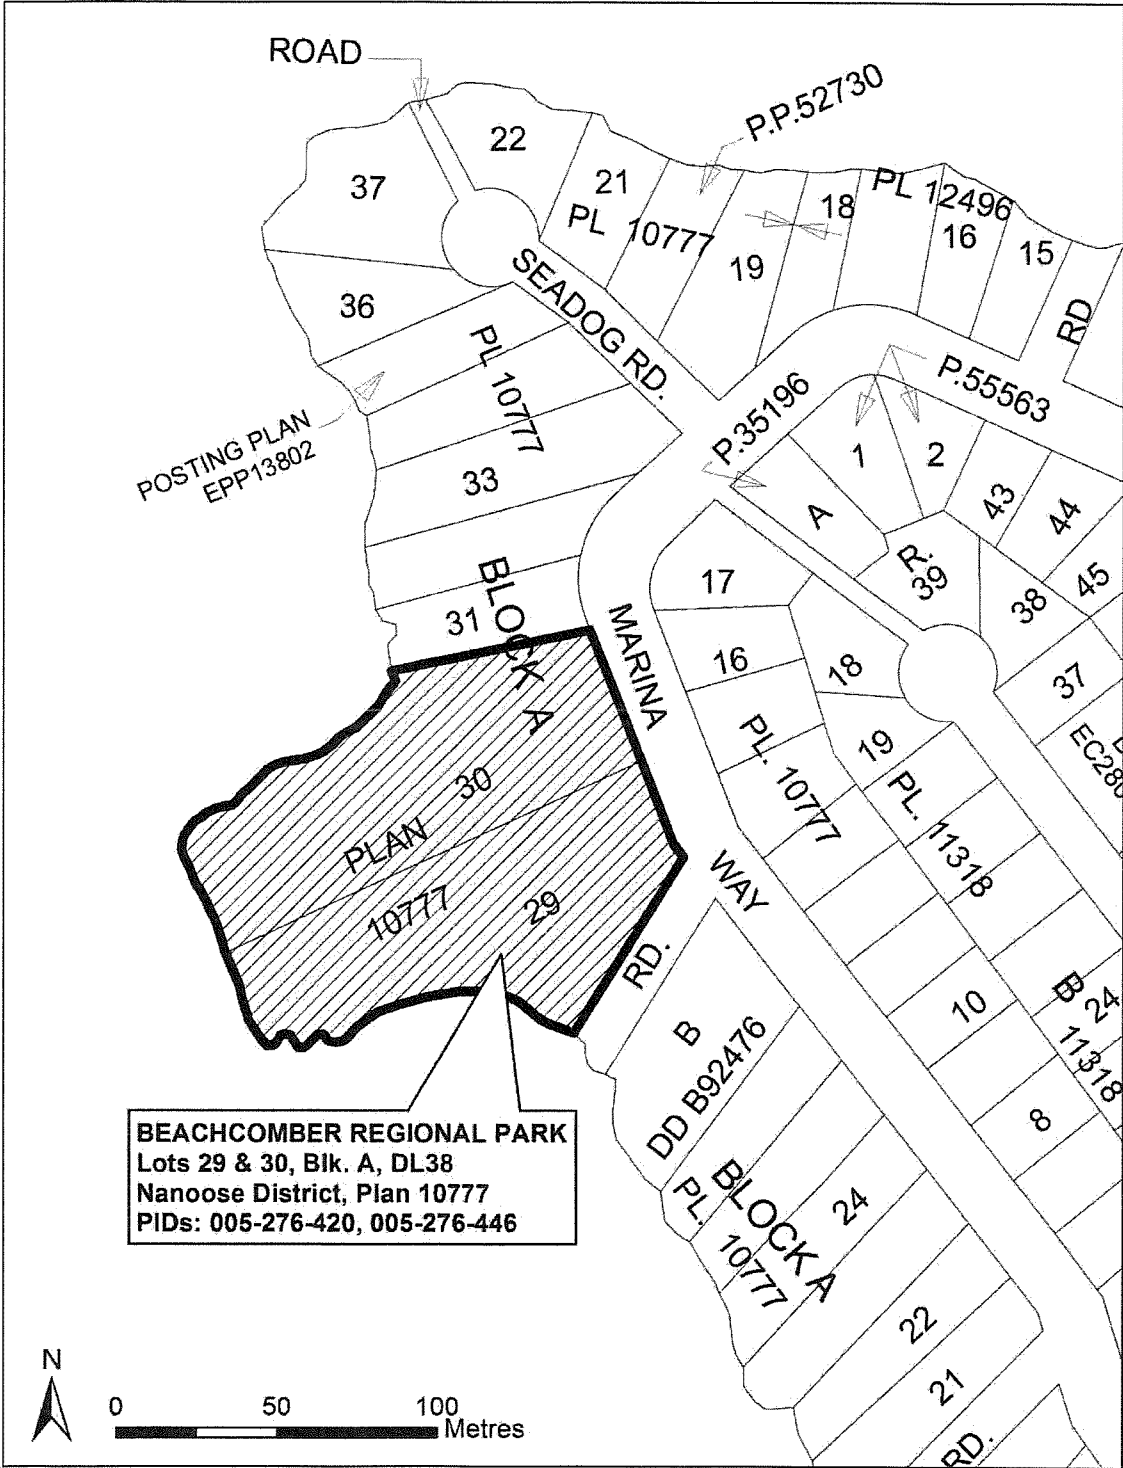 ROAD
P.P.52730
22
37
21
PL 10777
18
PL 12496
16
15
19
RD
36
SEADOG RD.
PL 10777
P.55563
P.35196
POSTING PLAN
EPP13802
1
2
33
A
43
44
R.
39
45
17
38
BLOCK A
31
MARINA
16
18
37
EC280
PL. 10777
19
30
PL. 11318
PLAN
10777
29
WAY
RD.
10
B
24
11318
B
DD B92476
8
BLOCK A
PL. 10777
24
22
21
RD.
BEACHCOMBER REGIONAL PARK
Lots 29 & 30, Blk. A, DL38
Nanoose District, Plan 10777
PIDs: 005-276-420, 005-276-446
N
0 50 100
Metres